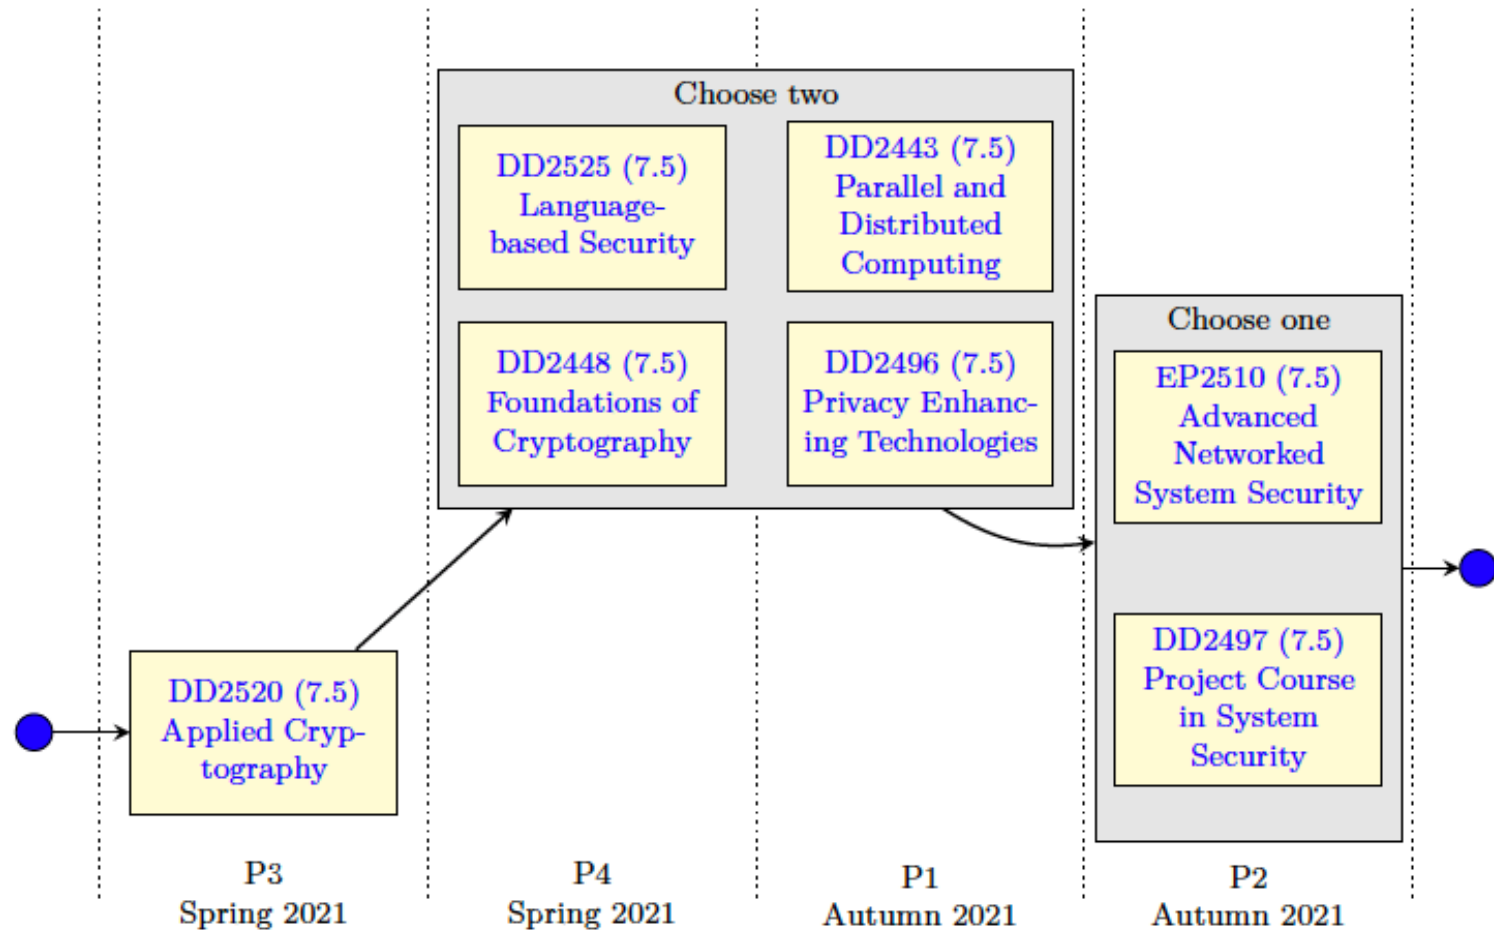 Choose two
DD2525 (7.5)
Language-
based Security
DD2443 (7.5)
Parallel and
Distributed
Computing
DD2448 (7.5)
Foundations of
Cryptography
DD2496 (7.5)
Privacy Enhanc-
ing Technologies
Choose one
EP2510 (7.5)
Advanced
Networked
System Security
DD2497 (7.5)
Project Course
in System
Security
DD2520 (7.5)
Applied Cryp-
tography
P3
Spring 2021
P4
Spring 2021
P1
Autumn 2021
P2
Autumn 2021